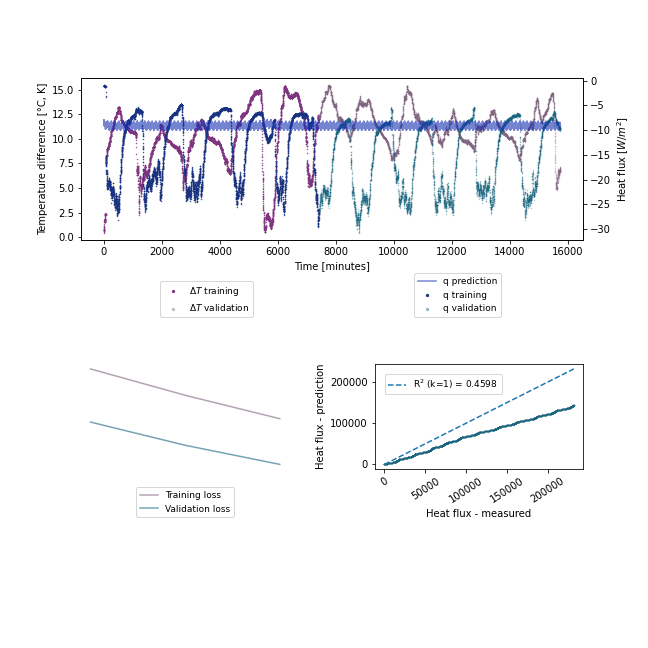 Temperature difference [°C, K]
15.0
12.5
10.0
7.5
5.0
2.5
0.0
0
−5
−10
−15
−20
−25
−30
Heat flux [W/m²]
0 2000 4000 6000 8000 10000 12000 14000 16000
Time [minutes]
ΔT training
ΔT validation
q prediction
q training
q validation
Training loss
Validation loss
Heat flux - prediction
200000
100000
0
R² (k=1) = 0.4598
0 50000 100000 150000 200000
Heat flux - measured